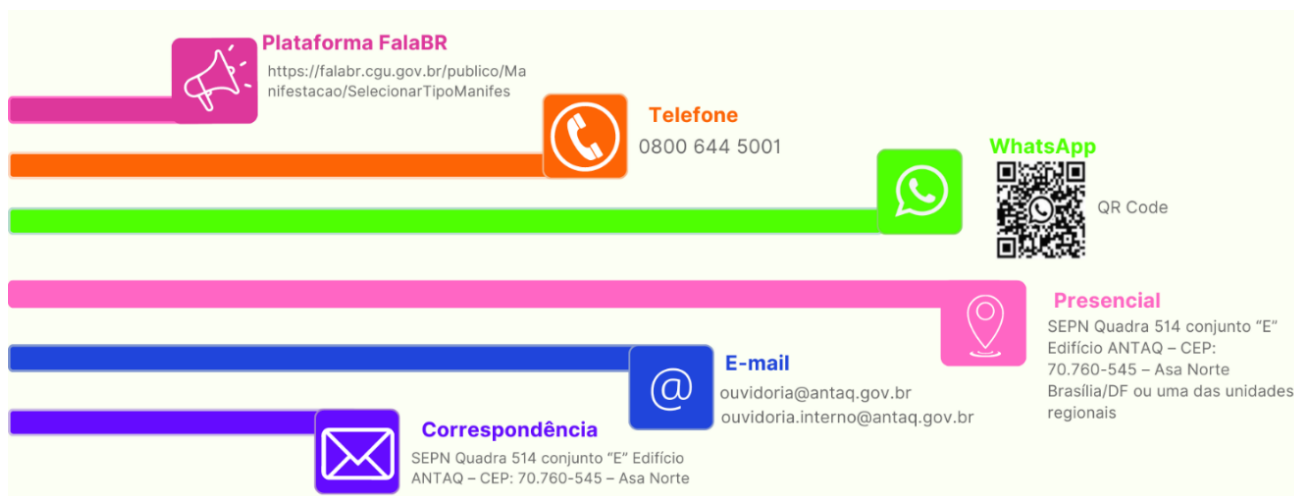 Plataforma FalaBR
https://falabr.cgu.gov.br/publico/Ma
nifestacao/SelecionarTipoManifes
Telefone
0800 644 5001
WhatsApp
QR Code
Presencial
SEPN Quadra 514 conjunto “E”
Edifício ANTAQ – CEP:
70.760-545 – Asa Norte
Brasília/DF ou uma das unidades
regionais
E-mail
@
ouvidoria@antaq.gov.br
ouvidoria.interno@antaq.gov.br
Correspondência
SEPN Quadra 514 conjunto “E” Edifício
ANTAQ – CEP: 70.760-545 – Asa Norte